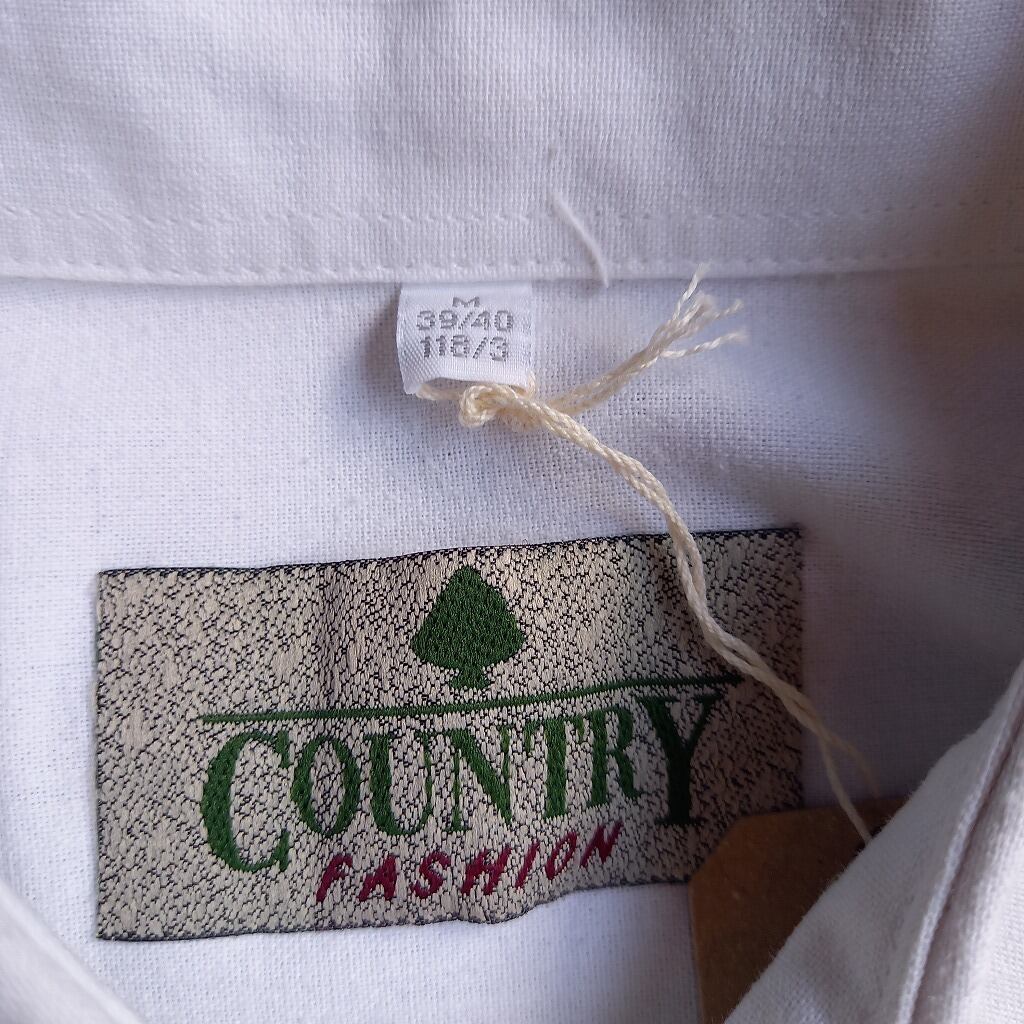 M
39/40
118/3
COUNTRY
FASHION